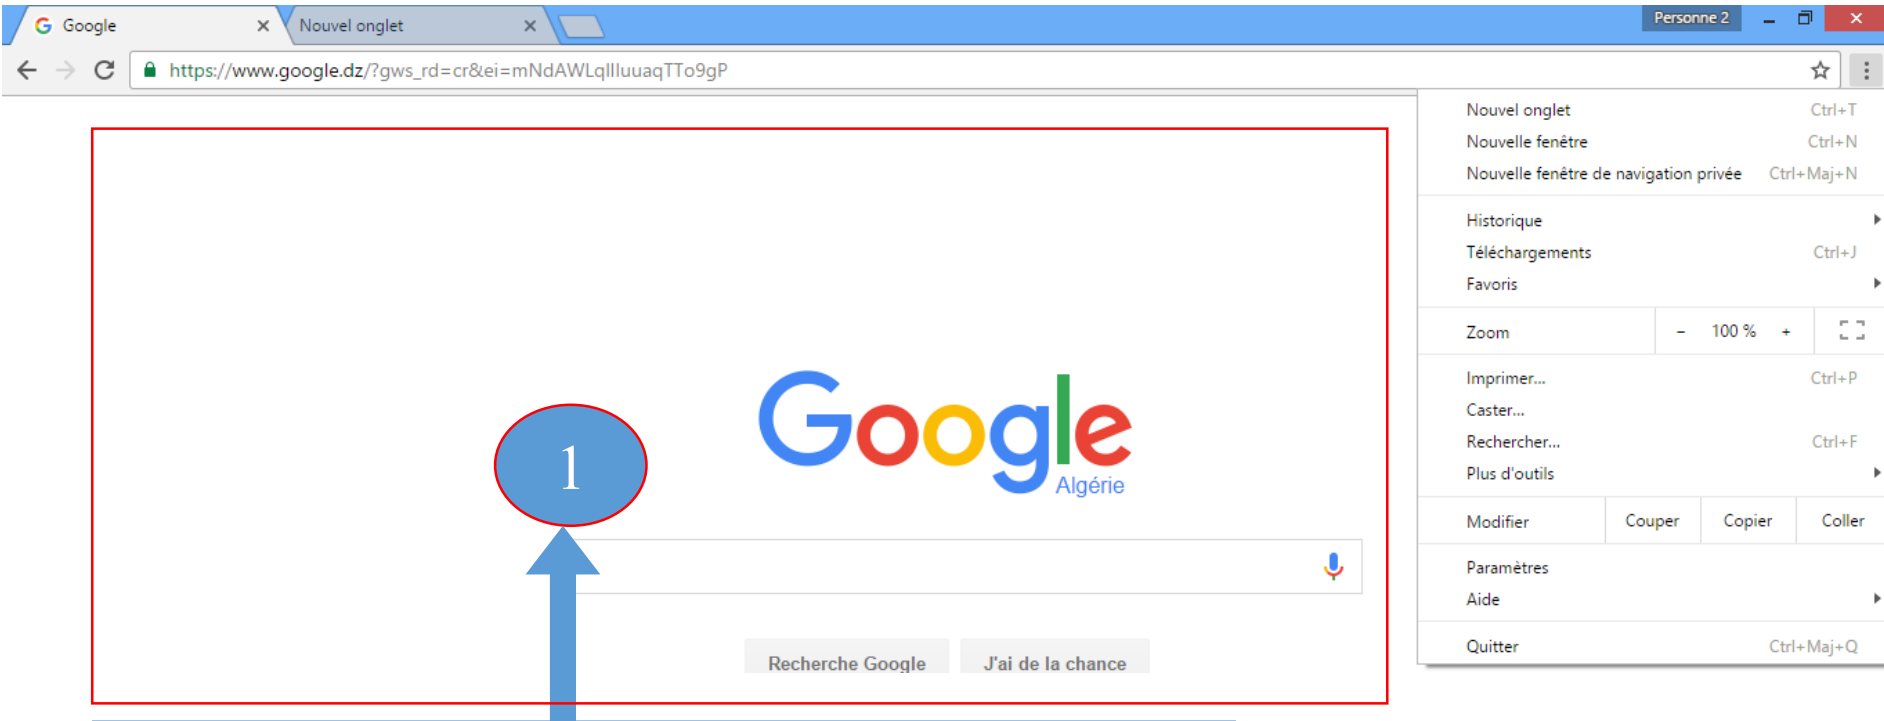 Google
Nouvel onglet
Personne 2
https://www.google.dz/?gws_rd=cr&ei=mNdAWLqIIluuaqTTo9gP
Nouvel onglet Ctrl+T
Nouvelle fenêtre Ctrl+N
Nouvelle fenêtre de navigation privée Ctrl+Maj+N
Historique
Téléchargements Ctrl+J
Favoris
Zoom - 100 % +
Imprimer... Ctrl+P
Caster...
Rechercher... Ctrl+F
Plus d'outils
Modifier Couper Copier Coller
Paramètres
Aide
Quitter Ctrl+Maj+Q
Google
Algérie
1
Recherche Google J'ai de la chance